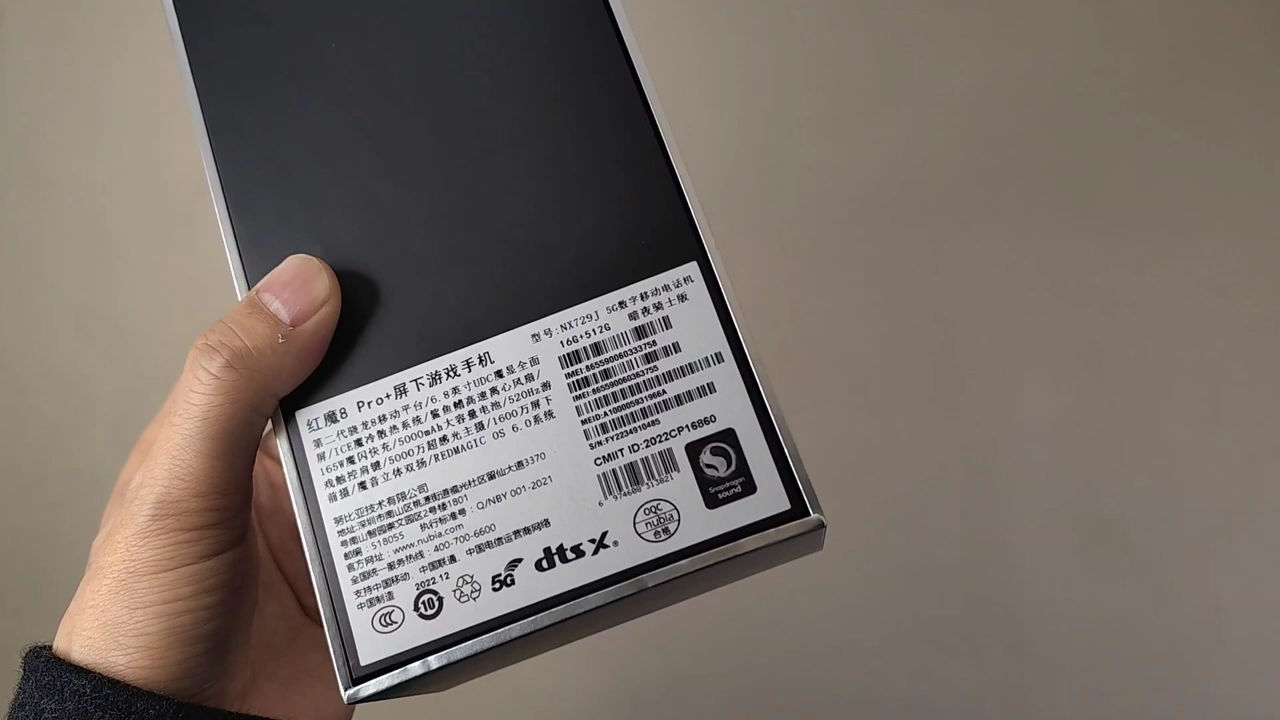 红魔8 Pro+屏下游戏手机
第二代骁龙8移动平台/6.8英寸UDC魔显全面
屏/ICE魔冷散热系统/鲨鱼鳍高速离心风扇/
165W魔闪快充/5000mAh大容量电池/520Hz游
戏触控肩键/5000万超感光主摄/1600万屏下
前摄/魔音立体双扬/REDMAGIC OS 6.0系统
型号:NX729J 5G数字移动电话机
16G+512G 暗夜骑士版
IMEI:865590060333758
IMEI:865590060363755
MEID:A100005931966A
S/N:FY2234910485
CMIIT ID:2022CP16860
Snapdragon
sound
努比亚技术有限公司
地址:深圳市南山区桃源街道福光社区留仙大道3370
号南山智园崇文园区2号楼1801
邮编:518055 执行标准号:Q/NBY 001-2021
官方网址:www.nubia.com
全国统一服务热线:400-700-6600
支持中国移动、中国联通、中国电信运营商网络
中国制造 2022.12
CCC
10
5G
dts X®
OQC
nubia
合格